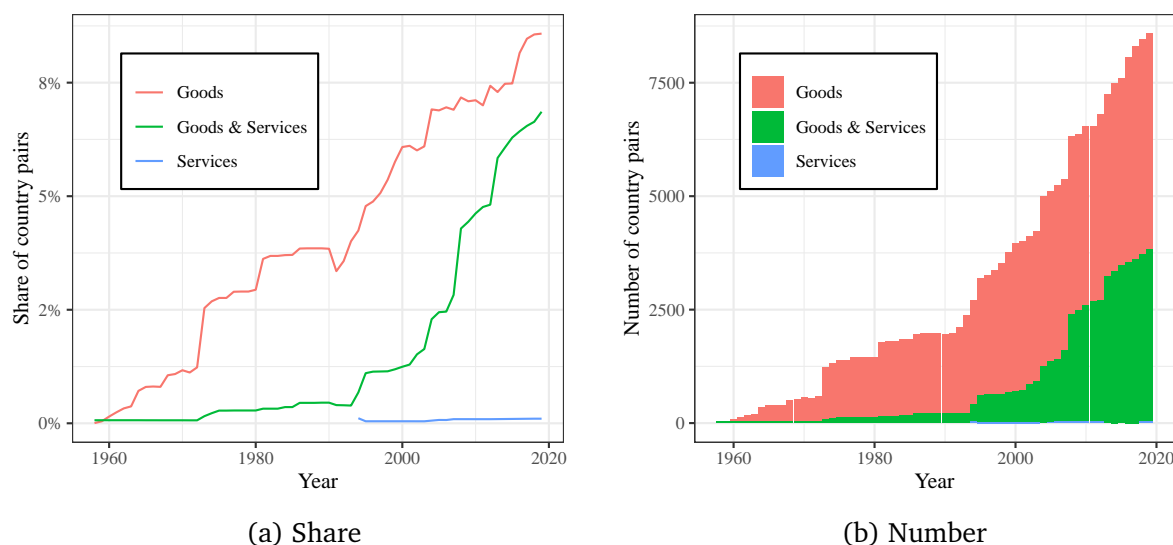 Share of country pairs
8%
5%
2%
0%
Goods
Goods & Services
Services
1960
1980
2000
2020
Year
(a) Share
Number of country pairs
7500
5000
2500
0
Goods
Goods & Services
Services
1960
1980
2000
2020
Year
(b) Number